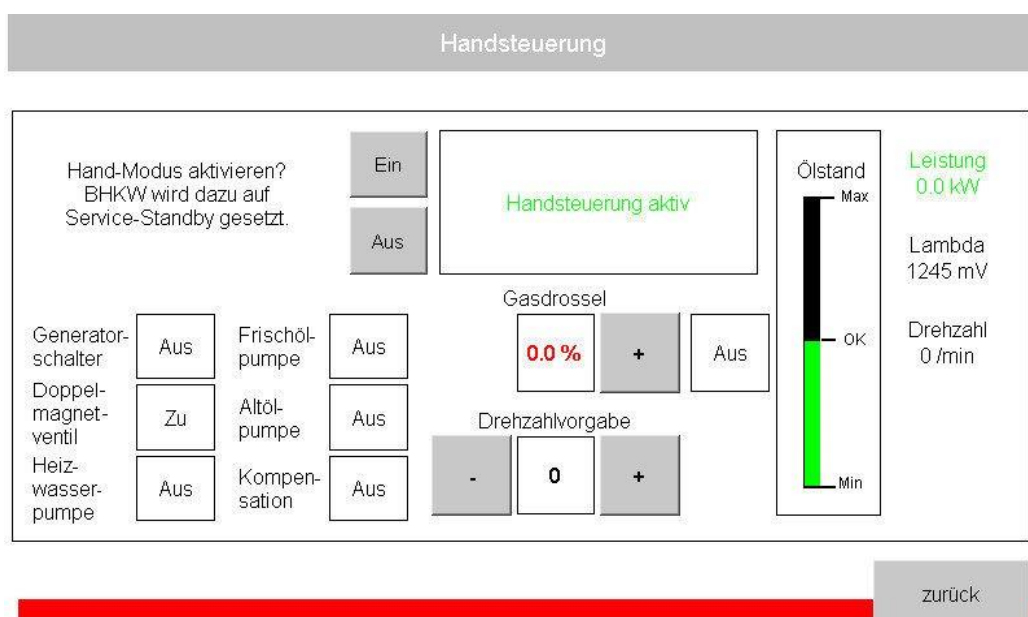 Handsteuerung
Hand-Modus aktivieren?
BHKW wird dazu auf
Service-Standby gesetzt.
Ein
Aus
Handsteuerung aktiv
Ölstand
Max
OK
Min
Leistung
0.0 kW
Lambda
1245 mV
Drehzahl
0 /min
Generator-
schalter
Aus
Frischöl-
pumpe
Aus
Gasdrossel
0.0 %
+
Aus
Doppel-
magnet-
ventil
Zu
Altöl-
pumpe
Aus
Drehzahlvorgabe
-
0
+
Heiz-
wasser-
pumpe
Aus
Kompen-
sation
Aus
zurück